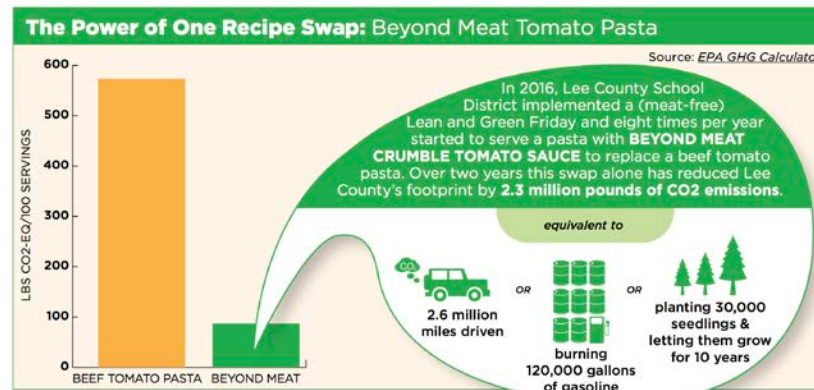 The Power of One Recipe Swap: Beyond Meat Tomato Pasta
Source: EPA GHG Calculato
600
500
400
300
200
100
0
LBS CO2-EQ/100 SERVINGS
BEEF TOMATO PASTA
BEYOND MEAT
In 2016, Lee County School
District implemented a (meat-free)
Lean and Green Friday and eight times per year
started to serve a pasta with BEYOND MEAT
CRUMBLE TOMATO SAUCE to replace a beef tomato
pasta. Over two years this swap alone has reduced Lee
County's footprint by 2.3 million pounds of CO2 emissions.
equivalent to
CO2
2.6 million
miles driven
OR
burning
120,000 gallons
of gasoline
OR
planting 30,000
seedlings &
letting them grow
for 10 years